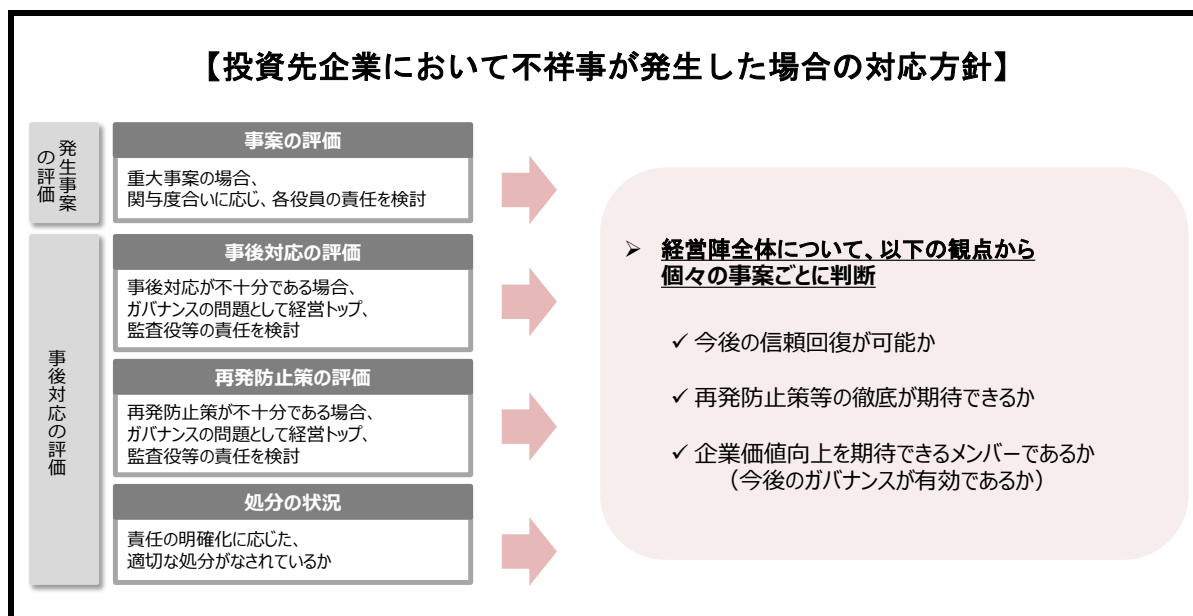 【投資先企業において不祥事が発生した場合の対応方針】
発生事案
の評価
事案の評価
重大事案の場合、
関与度合いに応じ、各役員の責任を検討
事後対応の評価
事後対応の評価
事後対応が不十分である場合、
ガバナンスの問題として経営トップ、
監査役等の責任を検討
再発防止策の評価
再発防止策が不十分である場合、
ガバナンスの問題として経営トップ、
監査役等の責任を検討
処分の状況
責任の明確化に応じた、
適切な処分がなされているか
➢ 経営陣全体について、以下の観点から
個々の事案ごとに判断
✓ 今後の信頼回復が可能か
✓ 再発防止策等の徹底が期待できるか
✓ 企業価値向上を期待できるメンバーであるか
（今後のガバナンスが有効であるか）